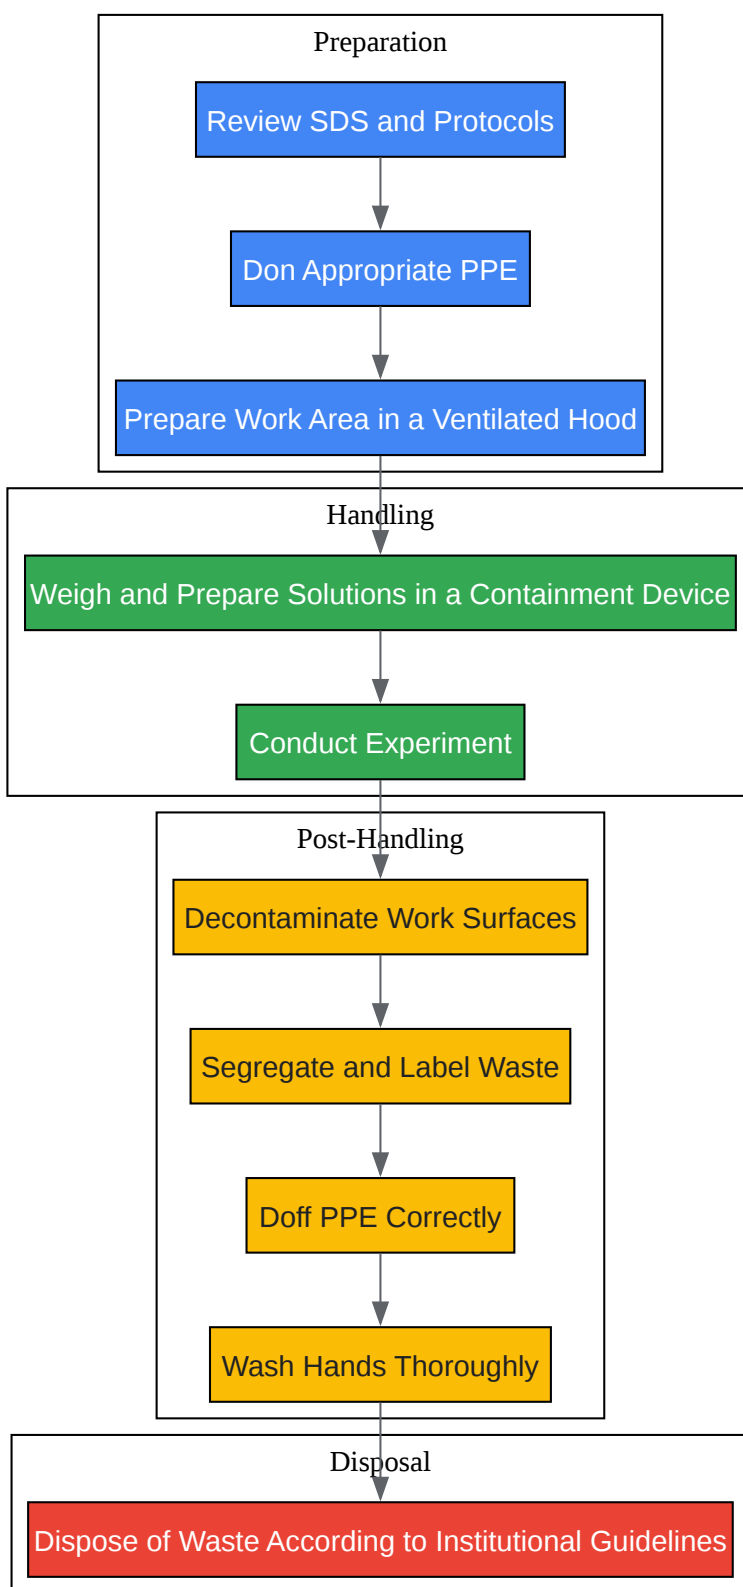 Preparation
Review SDS and Protocols
Don Appropriate PPE
Prepare Work Area in a Ventilated Hood
Handling
Weigh and Prepare Solutions in a Containment Device
Conduct Experiment
Post-Handling
Decontaminate Work Surfaces
Segregate and Label Waste
Doff PPE Correctly
Wash Hands Thoroughly
Disposal
Dispose of Waste According to Institutional Guidelines